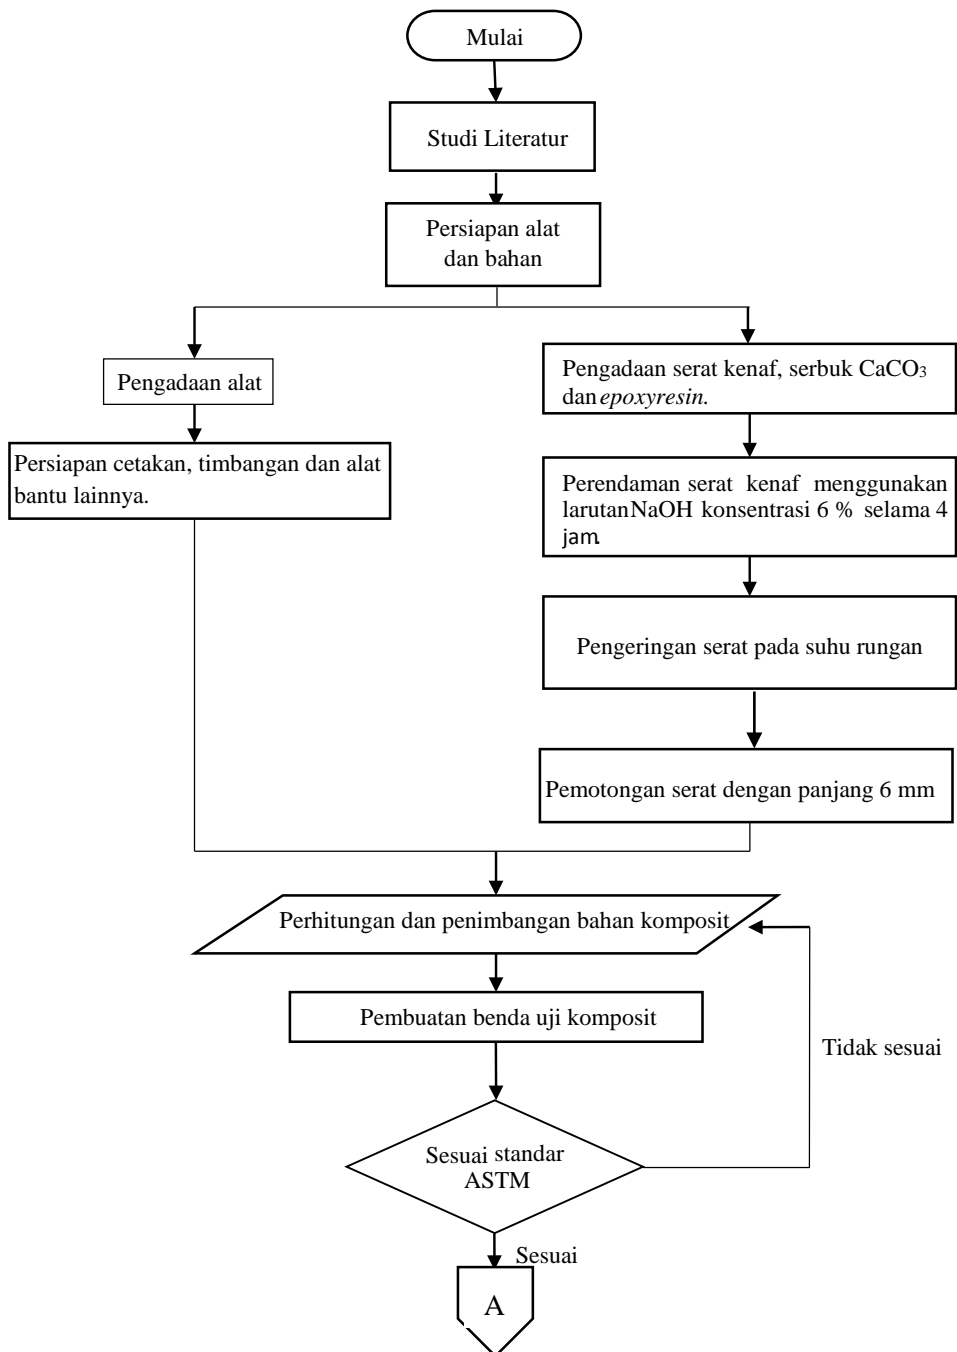 Mulai
Studi Literatur
Persiapan alat
dan bahan
Pengadaan alat
Persiapan cetakan, timbangan dan alat
bantu lainnya.
Pengadaan serat kenaf, serbuk CaCO₃
dan epoxyresin.
Perendaman serat kenaf menggunakan
larutanNaOH konsentrasi 6 % selama 4
jam.
Pengeringan serat pada suhu rungan
Pemotongan serat dengan panjang 6 mm
Perhitungan dan penimbangan bahan komposit
Pembuatan benda uji komposit
Tidak sesuai
Sesuai standar
ASTM
Sesuai
A